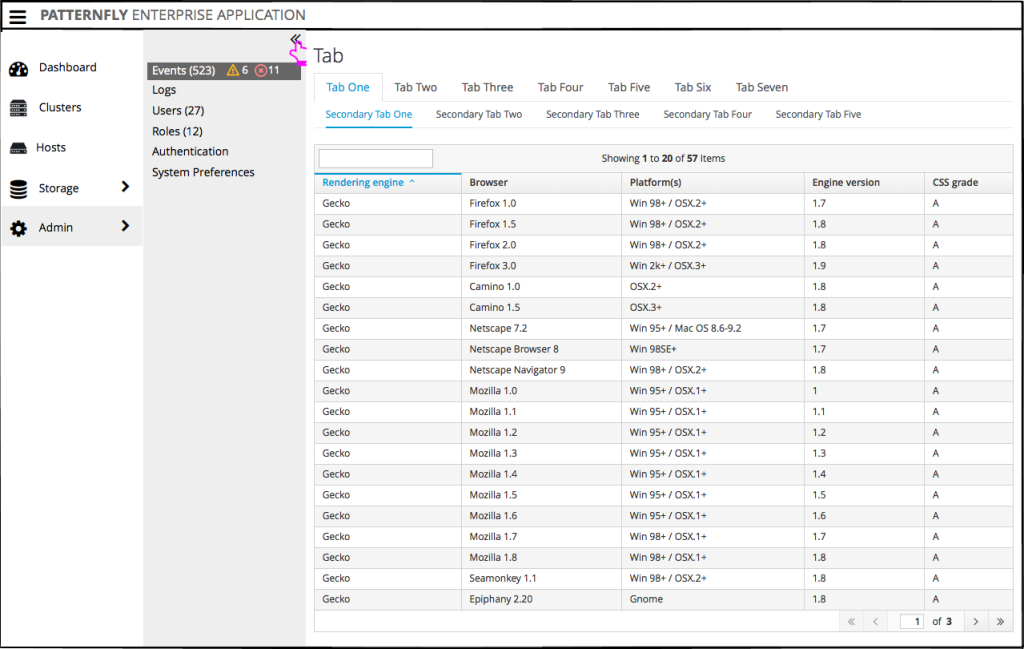 PATTERNFLY ENTERPRISE APPLICATION
Dashboard
Clusters
Hosts
Storage
Admin
Events (523) 6 11
Logs
Users (27)
Roles (12)
Authentication
System Preferences
Tab
Tab One Tab Two Tab Three Tab Four Tab Five Tab Six Tab Seven
Secondary Tab One Secondary Tab Two Secondary Tab Three Secondary Tab Four Secondary Tab Five
Showing 1 to 20 of 57 Items
Rendering engine Browser Platform(s) Engine version CSS grade
Gecko Firefox 1.0 Win 98+ / OSX.2+ 1.7 A
Gecko Firefox 1.5 Win 98+ / OSX.2+ 1.8 A
Gecko Firefox 2.0 Win 98+ / OSX.2+ 1.8 A
Gecko Firefox 3.0 Win 2k+ / OSX.3+ 1.9 A
Gecko Camino 1.0 OSX.2+ 1.8 A
Gecko Camino 1.5 OSX.3+ 1.8 A
Gecko Netscape 7.2 Win 95+ / Mac OS 8.6-9.2 1.7 A
Gecko Netscape Browser 8 Win 98SE+ 1.7 A
Gecko Netscape Navigator 9 Win 98+ / OSX.2+ 1.8 A
Gecko Mozilla 1.0 Win 95+ / OSX.1+ 1 A
Gecko Mozilla 1.1 Win 95+ / OSX.1+ 1.1 A
Gecko Mozilla 1.2 Win 95+ / OSX.1+ 1.2 A
Gecko Mozilla 1.3 Win 95+ / OSX.1+ 1.3 A
Gecko Mozilla 1.4 Win 95+ / OSX.1+ 1.4 A
Gecko Mozilla 1.5 Win 95+ / OSX.1+ 1.5 A
Gecko Mozilla 1.6 Win 95+ / OSX.1+ 1.6 A
Gecko Mozilla 1.7 Win 98+ / OSX.1+ 1.7 A
Gecko Mozilla 1.8 Win 98+ / OSX.1+ 1.8 A
Gecko Seamonkey 1.1 Win 98+ / OSX.2+ 1.8 A
Gecko Epiphany 2.20 Gnome 1.8 A
1 of 3